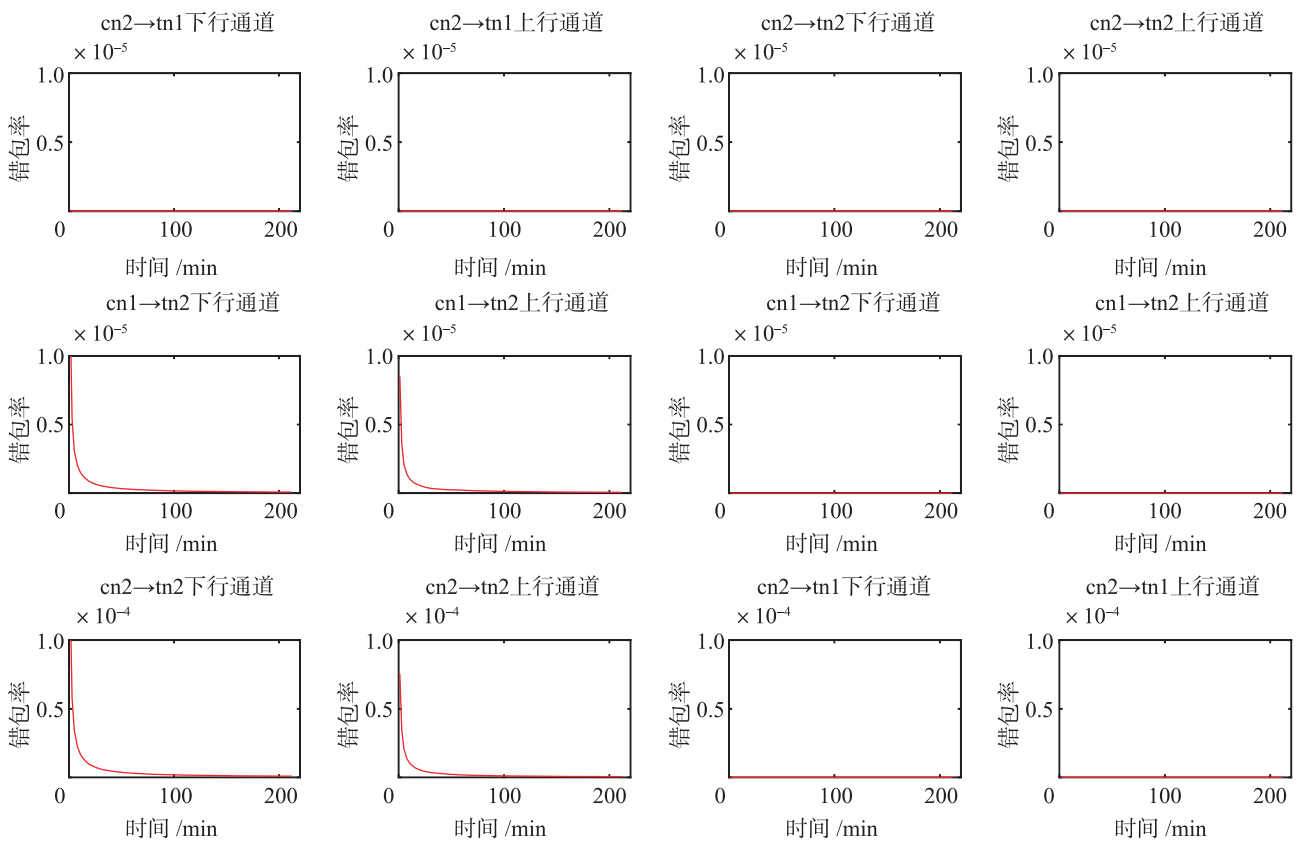 cn2→tn1下行通道
×10⁻⁵
1.0
0.5
0
100
200
错包率
时间 /min
cn2→tn1上行通道
×10⁻⁵
1.0
0.5
0
100
200
错包率
时间 /min
cn2→tn2下行通道
×10⁻⁵
1.0
0.5
0
100
200
错包率
时间 /min
cn2→tn2上行通道
×10⁻⁵
1.0
0.5
0
100
200
错包率
时间 /min
cn1→tn2下行通道
×10⁻⁵
1.0
0.5
0
100
200
错包率
时间 /min
cn1→tn2上行通道
×10⁻⁵
1.0
0.5
0
100
200
错包率
时间 /min
cn1→tn2下行通道
×10⁻⁵
1.0
0.5
0
100
200
错包率
时间 /min
cn1→tn2上行通道
×10⁻⁵
1.0
0.5
0
100
200
错包率
时间 /min
cn2→tn2下行通道
×10⁻⁴
1.0
0.5
0
100
200
错包率
时间 /min
cn2→tn2上行通道
×10⁻⁴
1.0
0.5
0
100
200
错包率
时间 /min
cn2→tn1下行通道
×10⁻⁴
1.0
0.5
0
100
200
错包率
时间 /min
cn2→tn1上行通道
×10⁻⁴
1.0
0.5
0
100
200
错包率
时间 /min